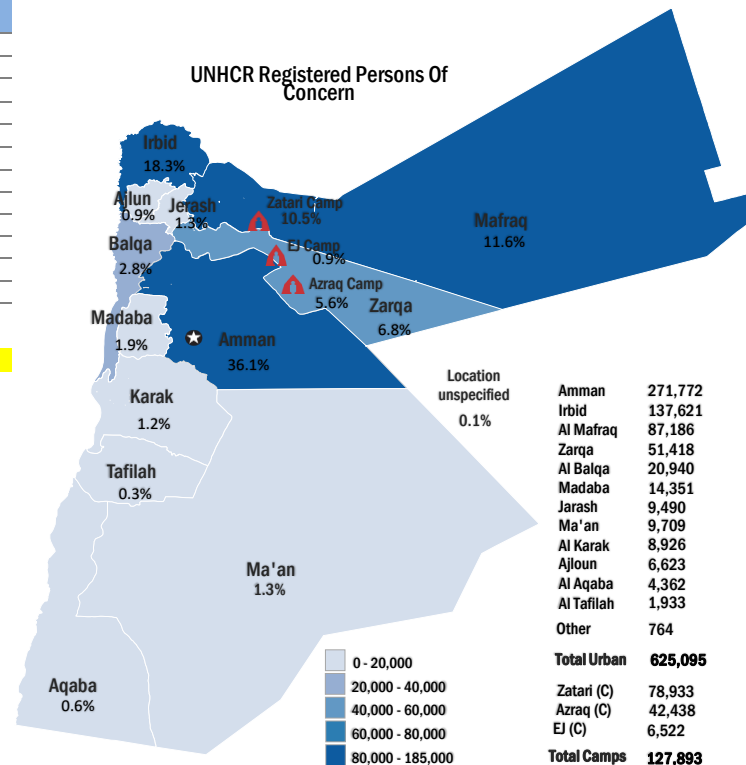 UNHCR Registered Persons Of
Concern
Irbid
18.3%
Ajlun
0.9%
Jerash
1.3%
Zatari Camp
10.5%
Mafraq
11.6%
Balqa
2.8%
EJ Camp
0.9%
Azraq Camp
5.6%
Zarqa
6.8%
Madaba
1.9%
Amman
36.1%
Location
unspecified
0.1%
Karak
1.2%
Tafilah
0.3%
Ma'an
1.3%
Aqaba
0.6%
0 - 20,000
20,000 - 40,000
40,000 - 60,000
60,000 - 80,000
80,000 - 185,000
Amman 271,772
Irbid 137,621
Al Mafraq 87,186
Zarqa 51,418
Al Balqa 20,940
Madaba 14,351
Jarash 9,490
Ma'an 9,709
Al Karak 8,926
Ajloun 6,623
Al Aqaba 4,362
Al Tafilah 1,933
Other 764
Total Urban 625,095
Zatari (C) 78,933
Azraq (C) 42,438
EJ (C) 6,522
Total Camps 127,893